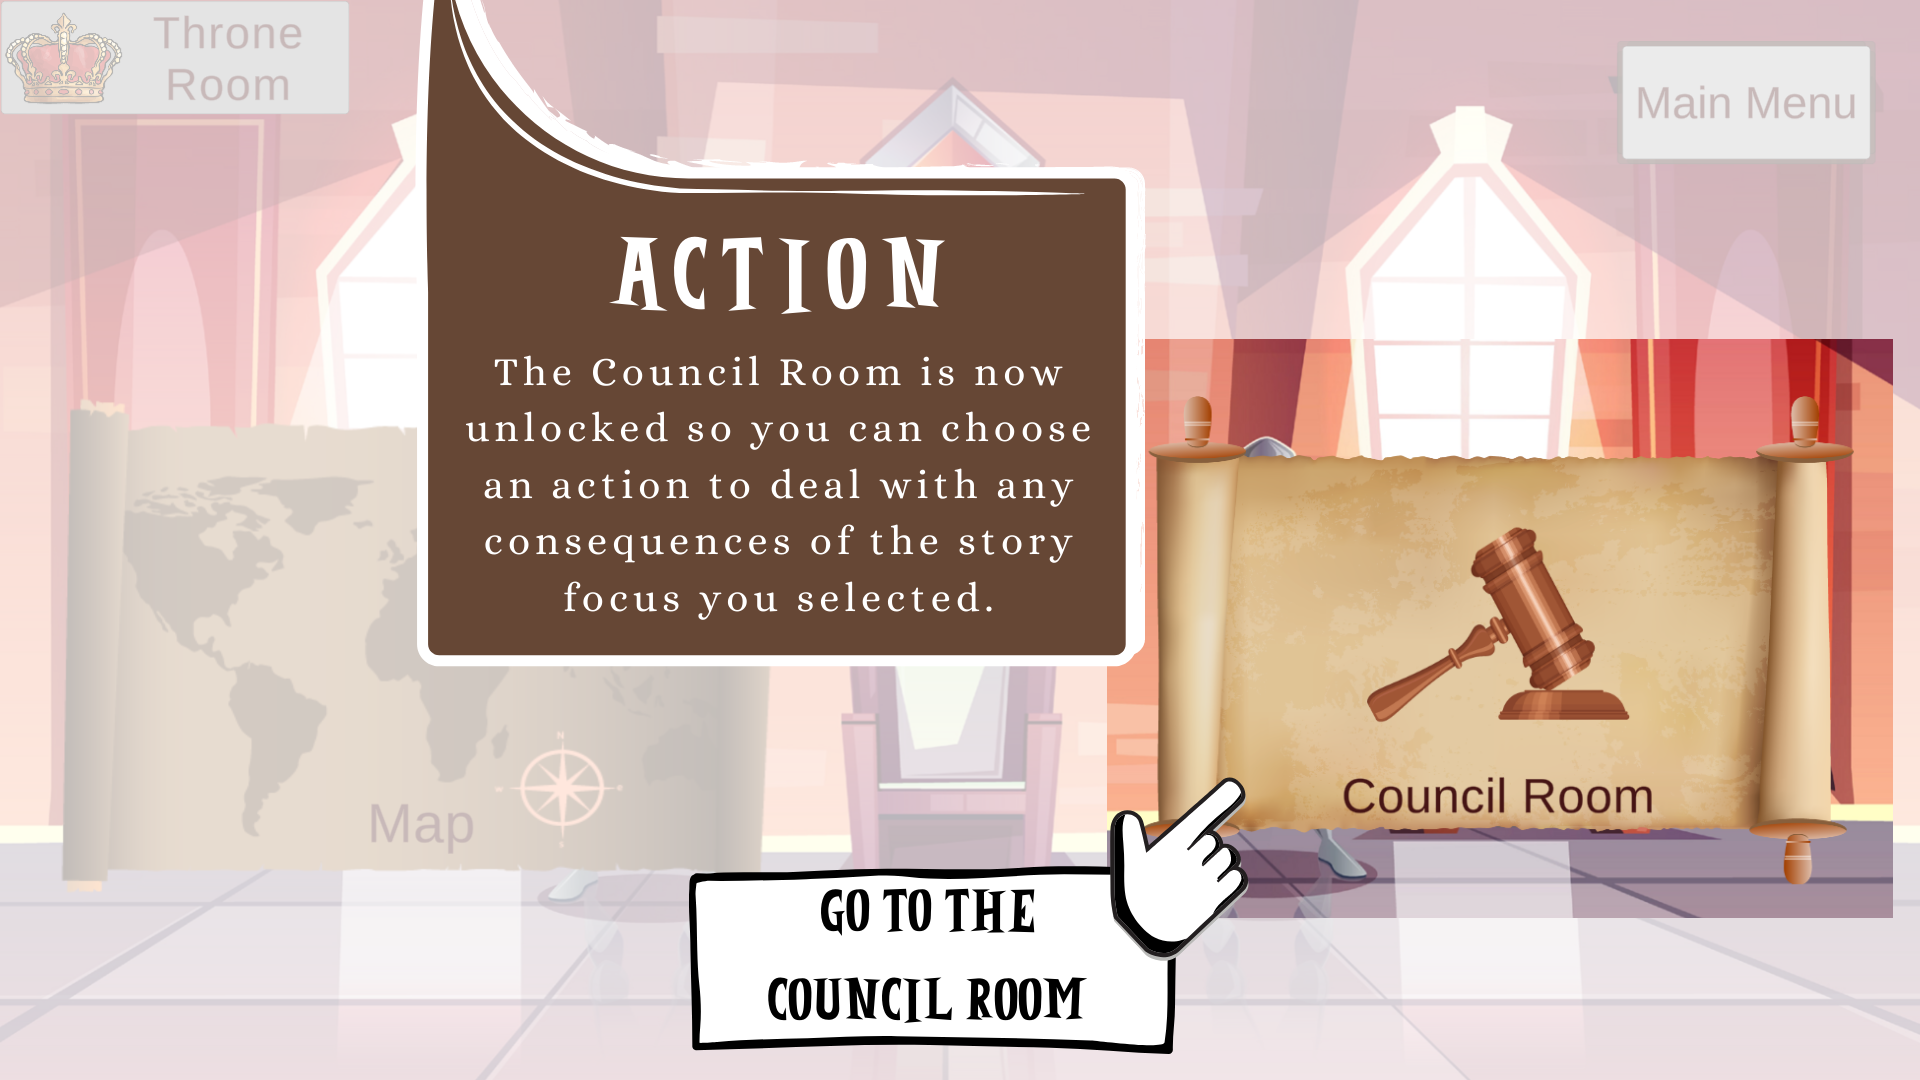 Throne
Room
Main Menu
ACTION
The Council Room is now
unlocked so you can choose
an action to deal with any
consequences of the story
focus you selected.
Map
N
Council Room
GO TO THE
COUNCIL ROOM